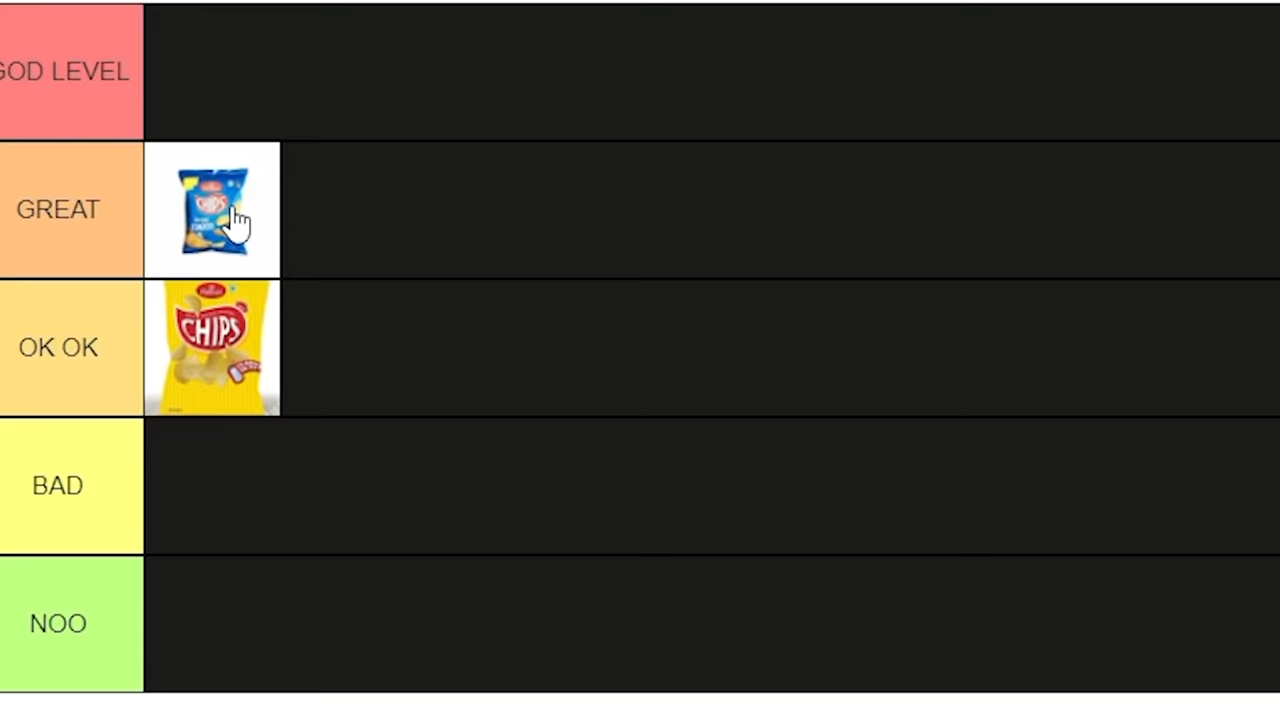 GOD LEVEL
GREAT
CHIPS
OK OK
CHIPS
BAD
NOO